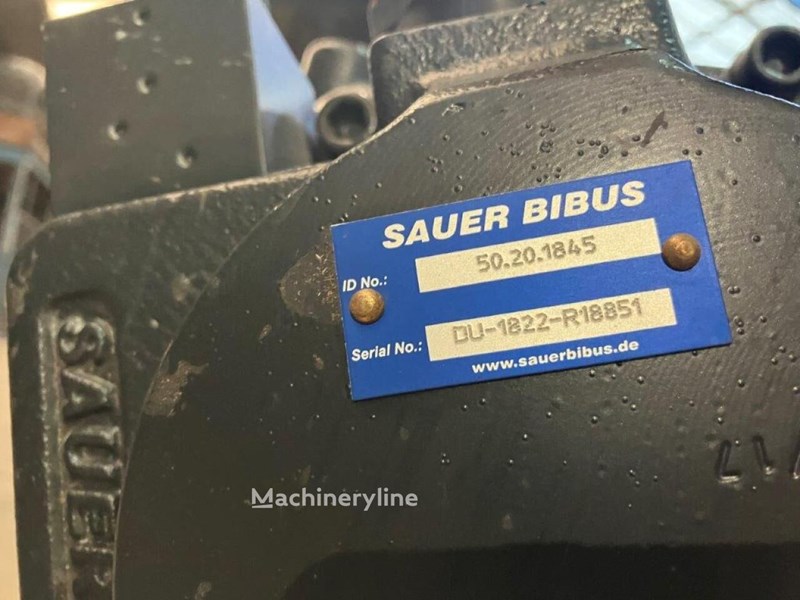 SAUER BIBUS
ID No.: 50.20.1845
Serial No.: DU-1822-R18851
www.sauerbibus.de
SAUER
Machineryline